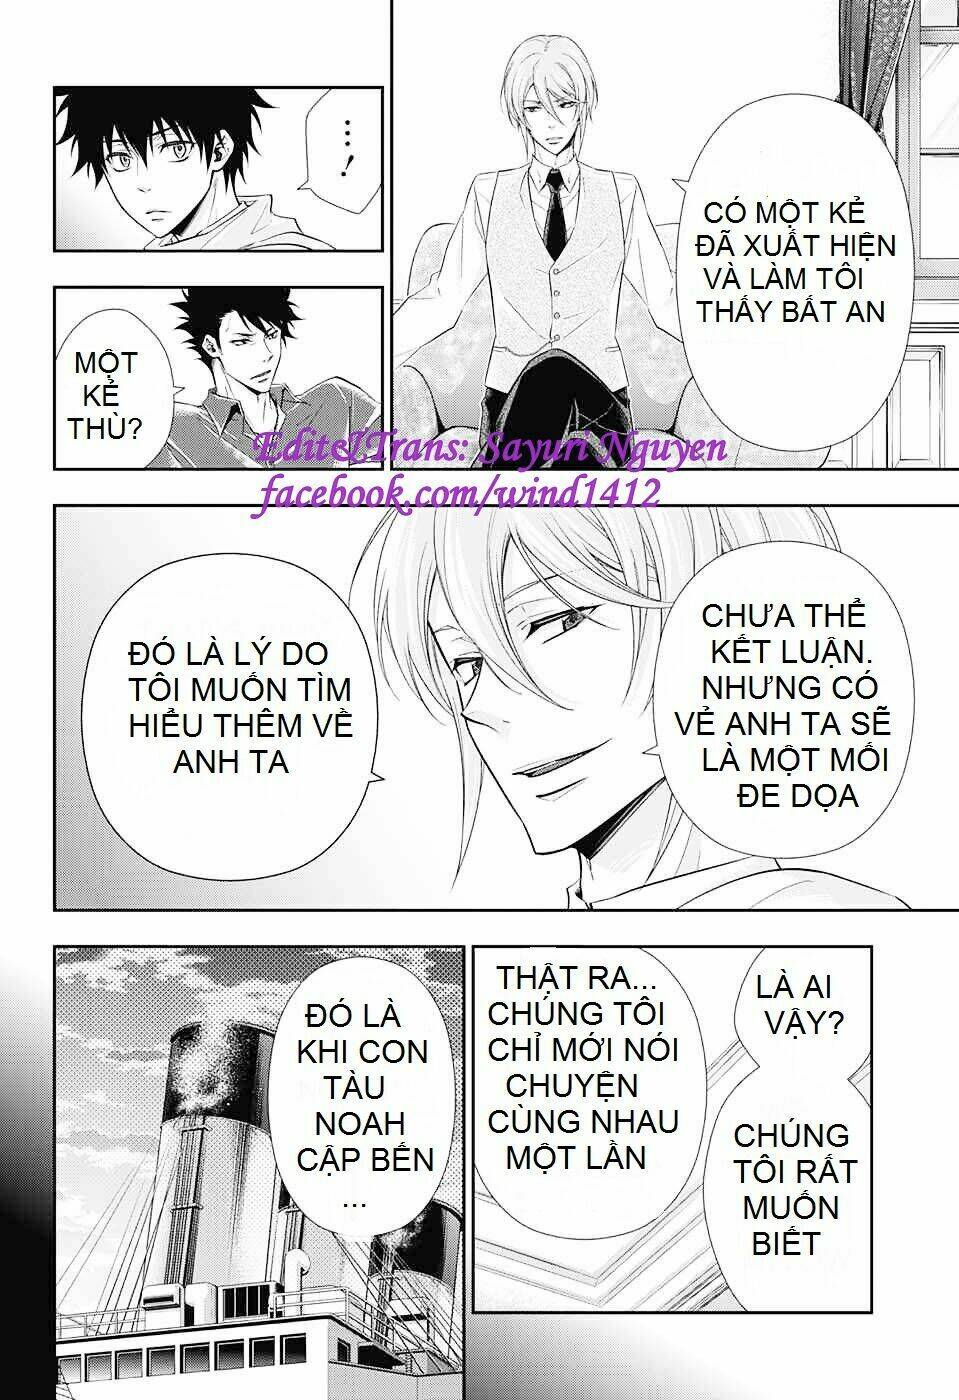 CÓ MỘT KẺ
ĐÃ XUẤT HIỆN
VÀ LÀM TÔI
THẤY BẤT AN
...!
MỘT
KẺ
THÙ?
Edit&Trans: Sayuri Nguyen
facebook.com/wind1412
CHƯA THỂ
KẾT LUẬN.
NHƯNG CÓ
VẺ ANH TA SẼ
LÀ MỘT MỐI
ĐE DỌA
ĐÓ LÀ LÝ DO
TÔI MUỐN TÌM
HIỂU THÊM VỀ
ANH TA
LÀ AI
VẬY?
CHÚNG
TÔI RẤT
MUỐN
BIẾT
THẬT RA...
CHÚNG TÔI
CHỈ MỚI NÓI
CHUYỆN
CÙNG NHAU
MỘT LẦN
ĐÓ LÀ
KHI CON
TÀU
NOAH
CẬP BẾN
...